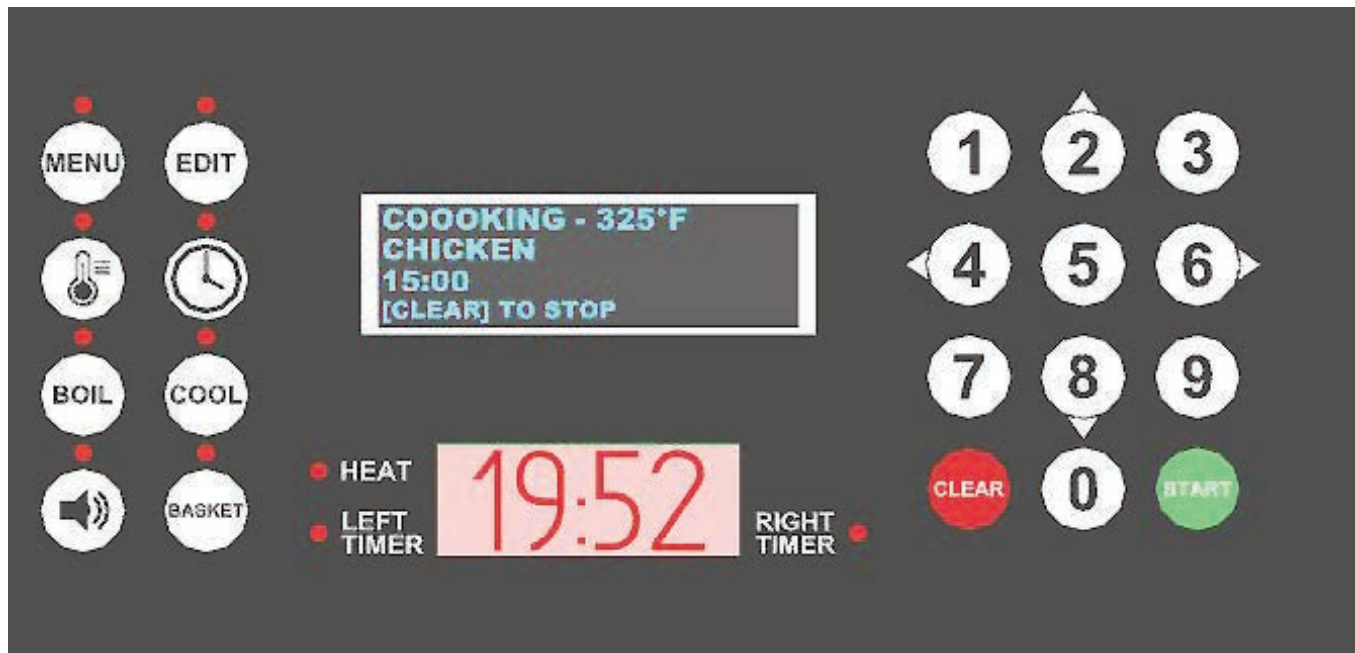 MENU EDIT
BOIL COOL
BASKET
COOOKING - 325°F
CHICKEN
15:00
[CLEAR] TO STOP
HEAT
LEFT
TIMER
19:52
RIGHT
TIMER
1 2 3
4 5 6
7 8 9
CLEAR 0 START